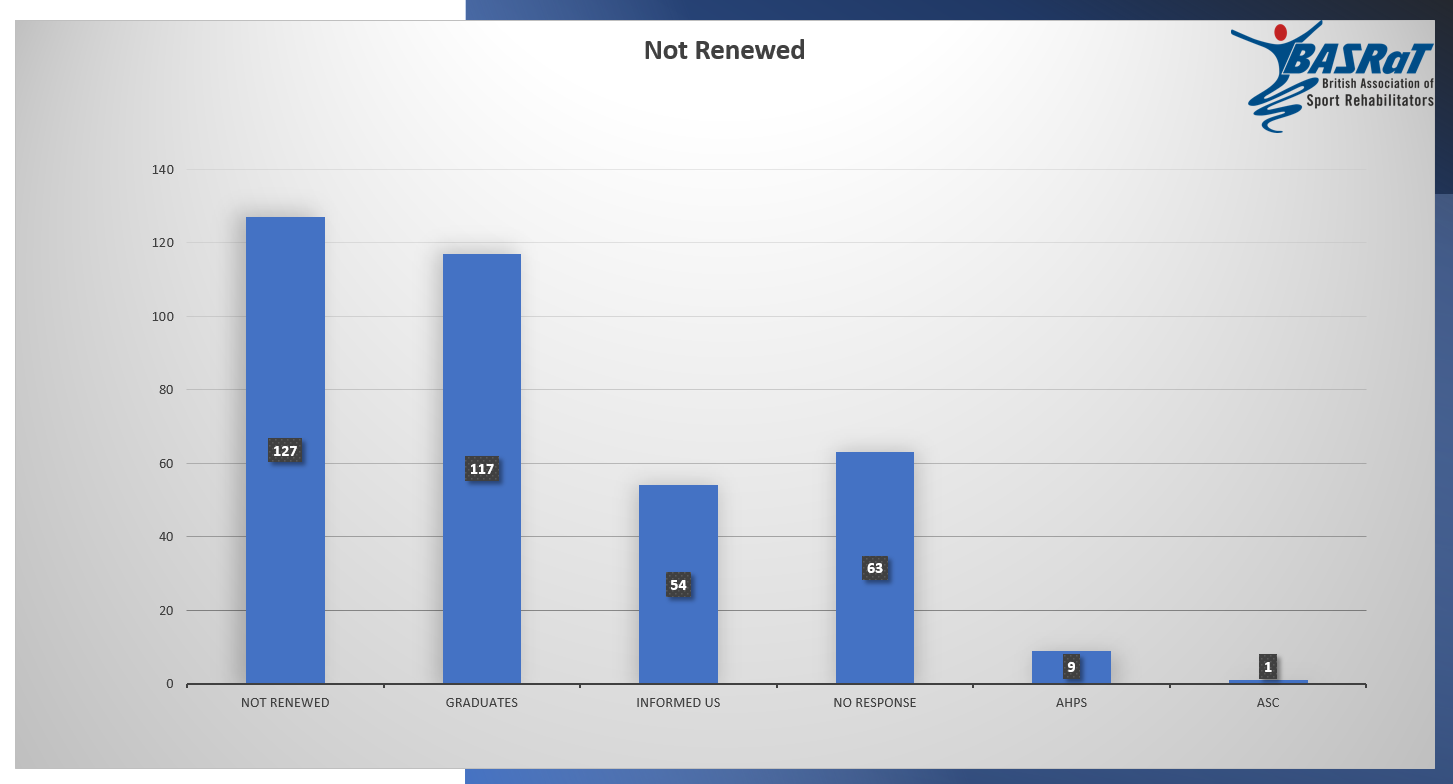 Not Renewed
BASRaT
British Association of
Sport Rehabilitators
140
120
100
80
60
40
20
0
127
117
54
63
9
1
NOT RENEWED
GRADUATES
INFORMED US
NO RESPONSE
AHPS
ASC